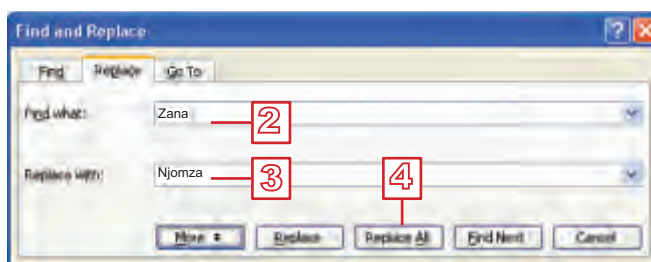 Find and Replace
Find Replace Go To
Find what: Zana 2
Replace with: Njomza 3
4
More Replace Replace All Find Next Cancel